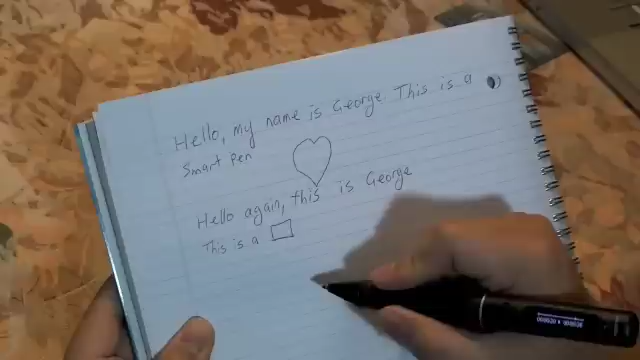 Hello, my name is George. This is a
Smart Pen
Hello again, this is George
This is a